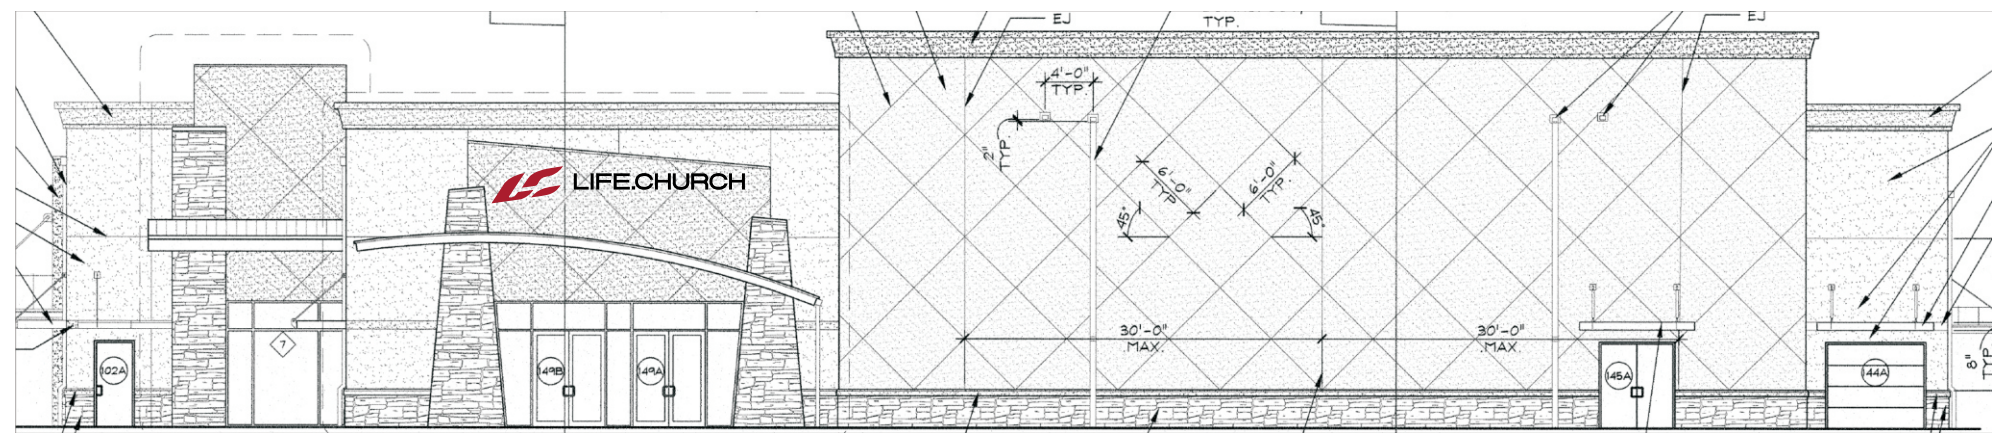 EJ
TYP.
EJ
4'-0"
TYP.
2"
TYP.
6'-0"
TYP
6'-0"
TYP.
45°
45°
LIFE.CHURCH
30'-0"
MAX.
30'-0"
MAX.
7
102A
149B
149A
145A
144A
8"
TYP